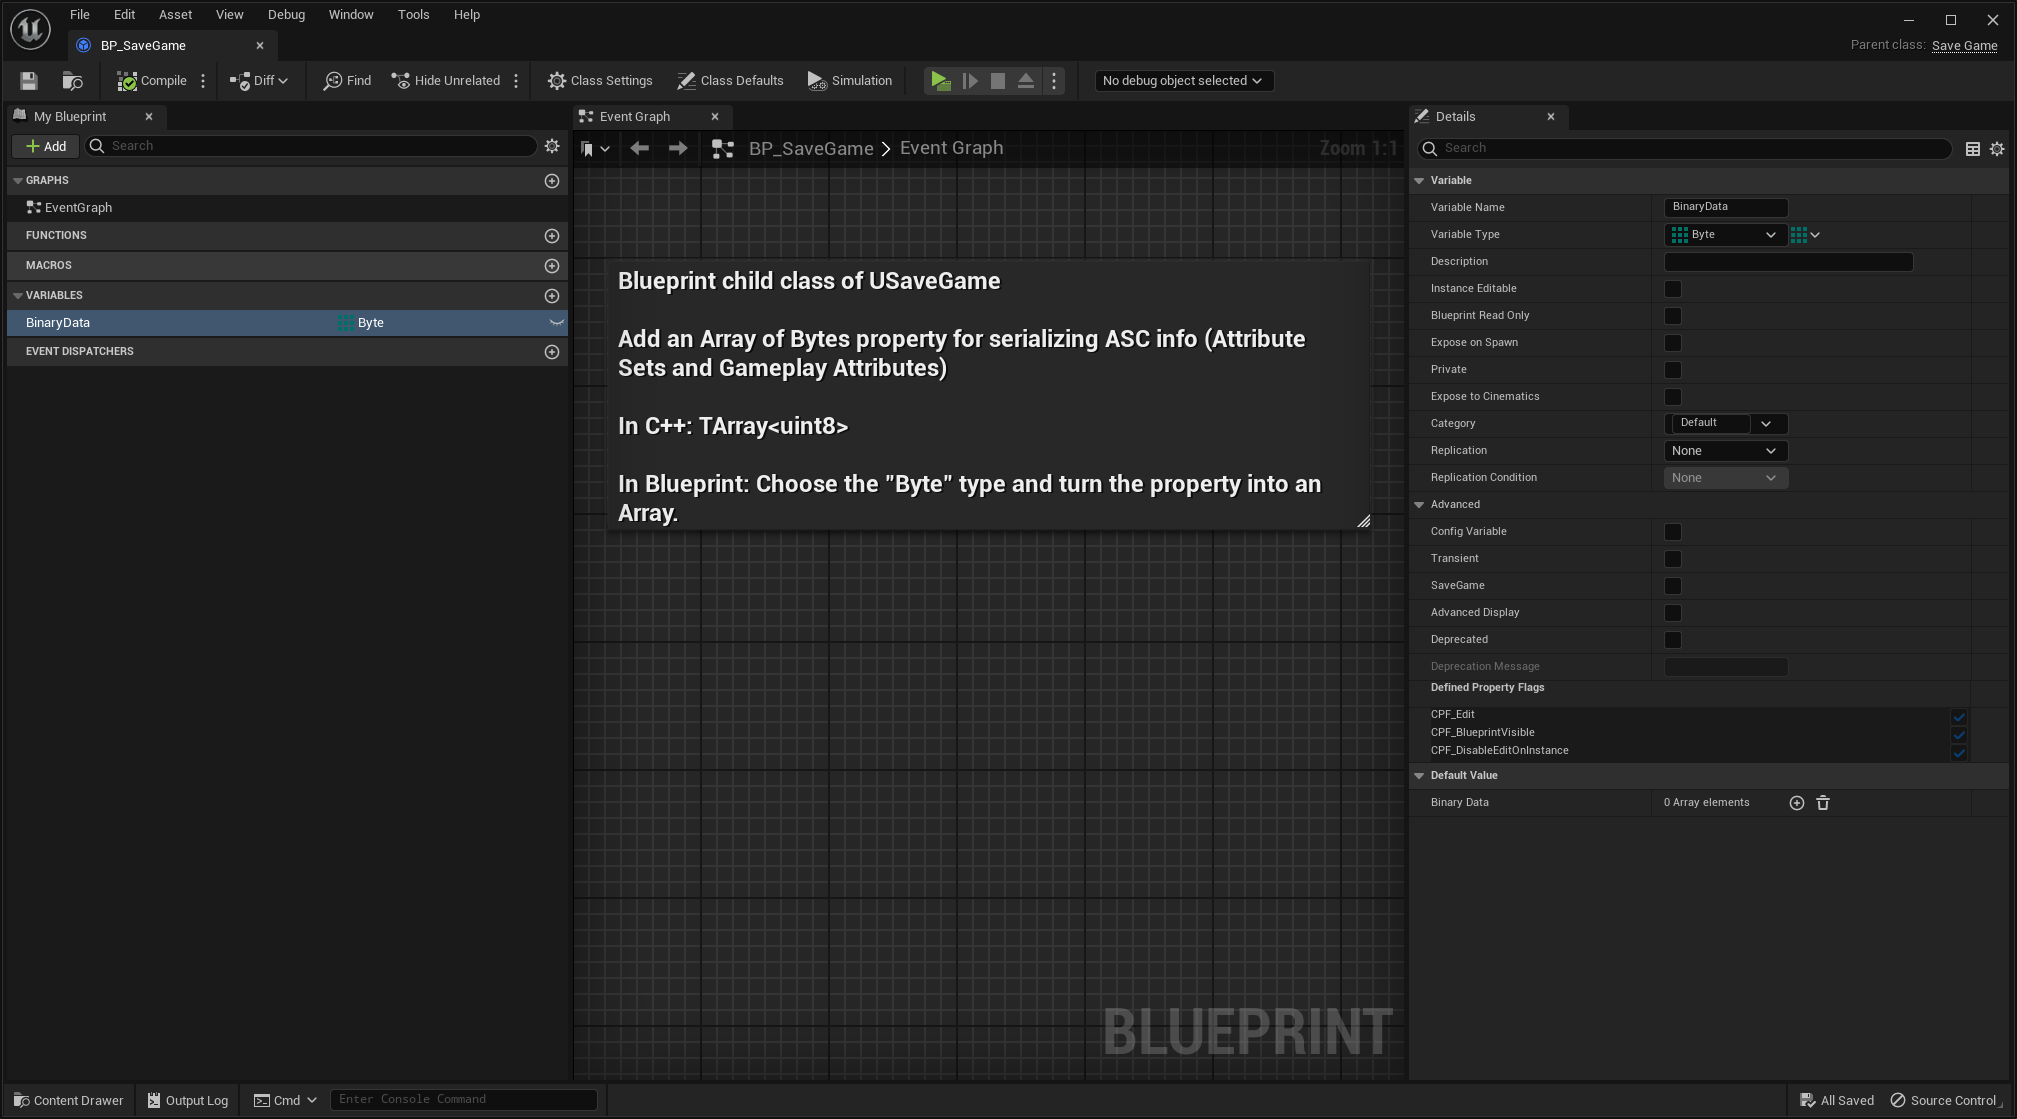 File Edit Asset View Debug Window Tools Help
BP_SaveGame
Parent class: Save Game
Compile Diff Find Hide Unrelated Class Settings Class Defaults Simulation No debug object selected
My Blueprint
Add Search
GRAPHS
EventGraph
FUNCTIONS
MACROS
VARIABLES
BinaryData Byte
EVENT DISPATCHERS
Event Graph
BP_SaveGame > Event Graph Zoom 1:1
Blueprint child class of USaveGame
Add an Array of Bytes property for serializing ASC info (Attribute
Sets and Gameplay Attributes)
In C++: TArray<uint8>
In Blueprint: Choose the "Byte" type and turn the property into an
Array.
BLUEPRINT
Details
Search
Variable
Variable Name BinaryData
Variable Type Byte
Description
Instance Editable
Blueprint Read Only
Expose on Spawn
Private
Expose to Cinematics
Category Default
Replication None
Replication Condition None
Advanced
Config Variable
Transient
SaveGame
Advanced Display
Deprecated
Deprecation Message
Defined Property Flags
CPF_Edit
CPF_BlueprintVisible
CPF_DisableEditOnInstance
Default Value
Binary Data 0 Array elements
Content Drawer Output Log Cmd Enter Console Command All Saved Source Control